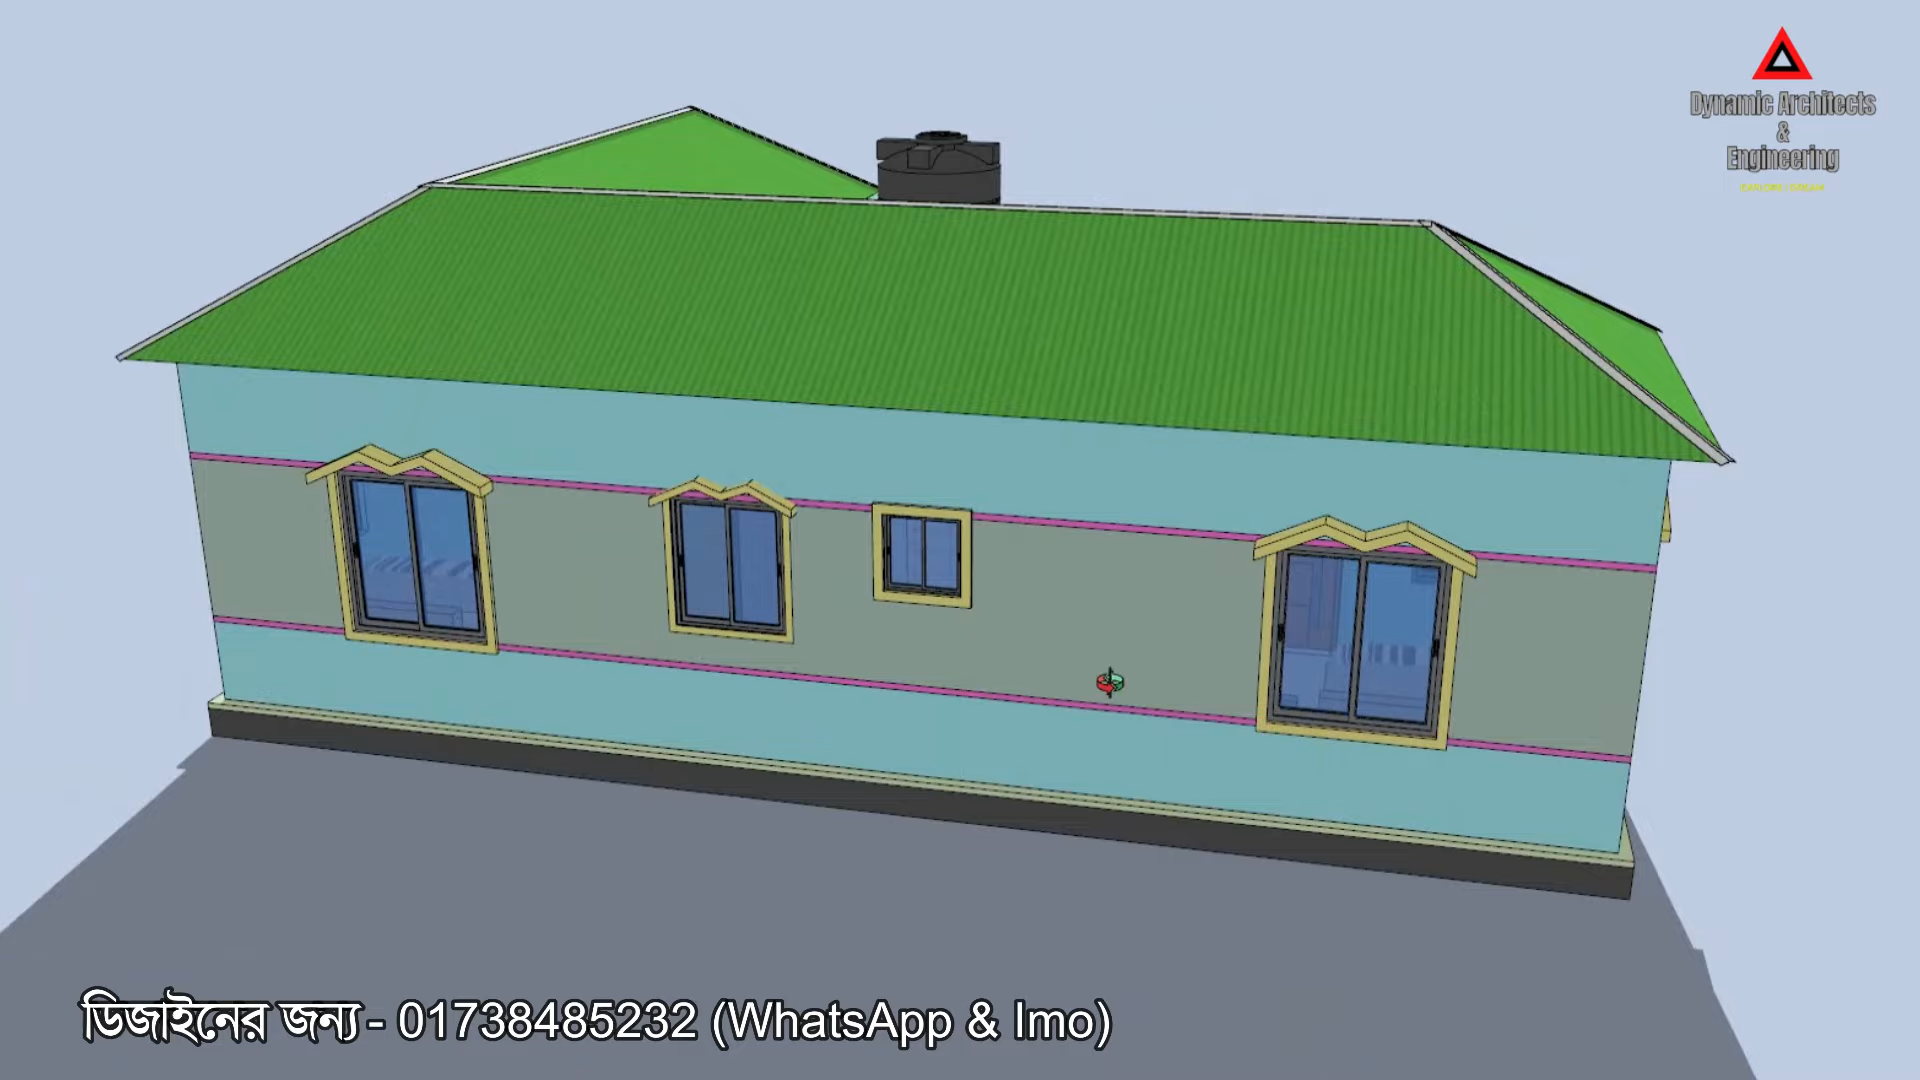 Dynamic Architects
&
Engineering
ডিজাইনের জন্য - 01738485232 (WhatsApp & Imo)